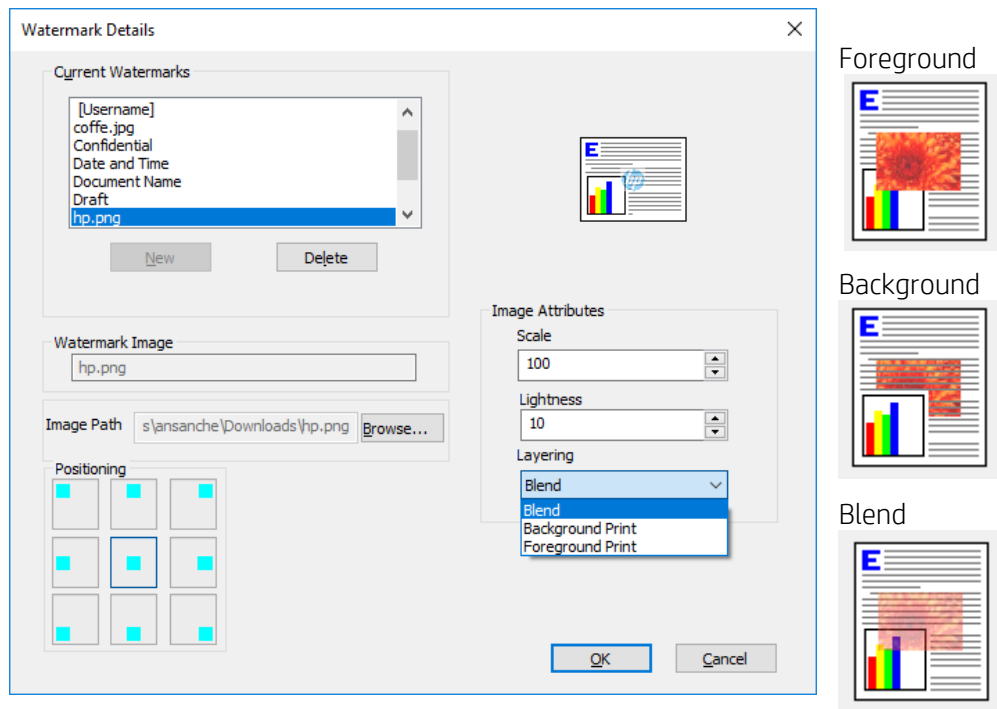 Watermark Details
Current Watermarks
[Username]
coffe.jpg
Confidential
Date and Time
Document Name
Draft
hp.png
New
Delete
E
hp
Watermark Image
hp.png
Image Path
s\ansanche\Downloads\hp.png
Browse...
Positioning
Image Attributes
Scale
100
Lightness
10
Layering
Blend
Blend
Background Print
Foreground Print
OK
Cancel
Foreground
E
Background
E
Blend
E